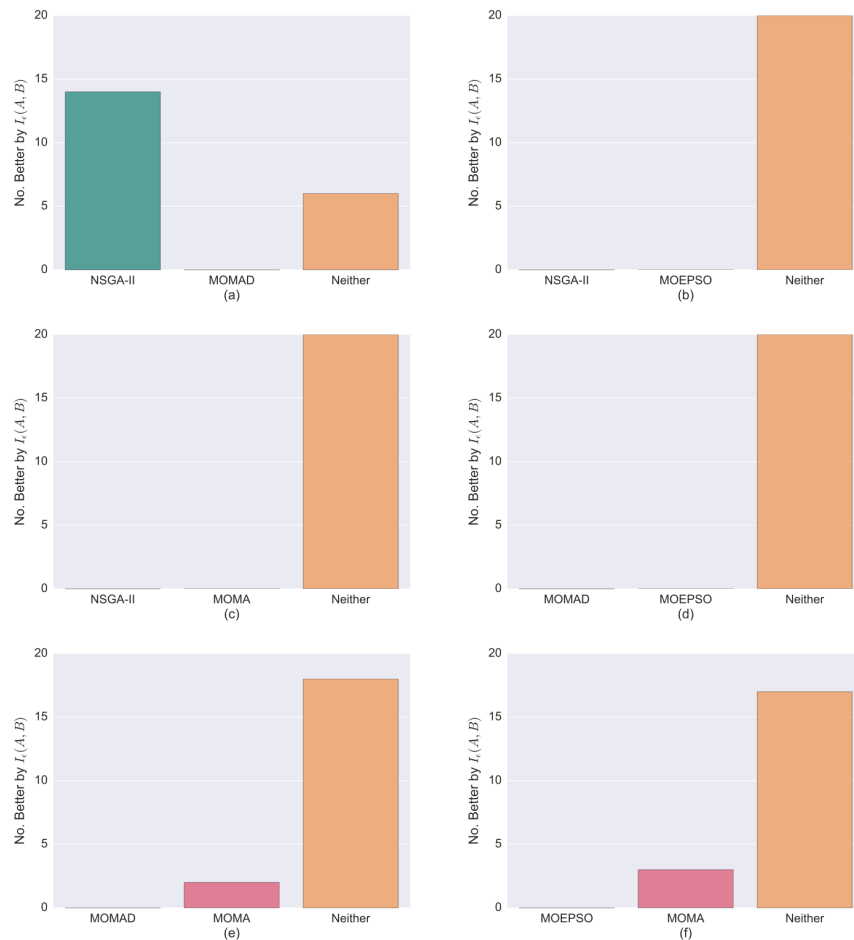 20
15
10
5
0
No. Better by I_ϵ(A, B)
NSGA-II MOMAD Neither
(a)
20
15
10
5
0
No. Better by I_ϵ(A, B)
NSGA-II MOEPSO Neither
(b)
20
15
10
5
0
No. Better by I_ϵ(A, B)
NSGA-II MOMA Neither
(c)
20
15
10
5
0
No. Better by I_ϵ(A, B)
MOMAD MOEPSO Neither
(d)
20
15
10
5
0
No. Better by I_ϵ(A, B)
MOMAD MOMA Neither
(e)
20
15
10
5
0
No. Better by I_ϵ(A, B)
MOEPSO MOMA Neither
(f)